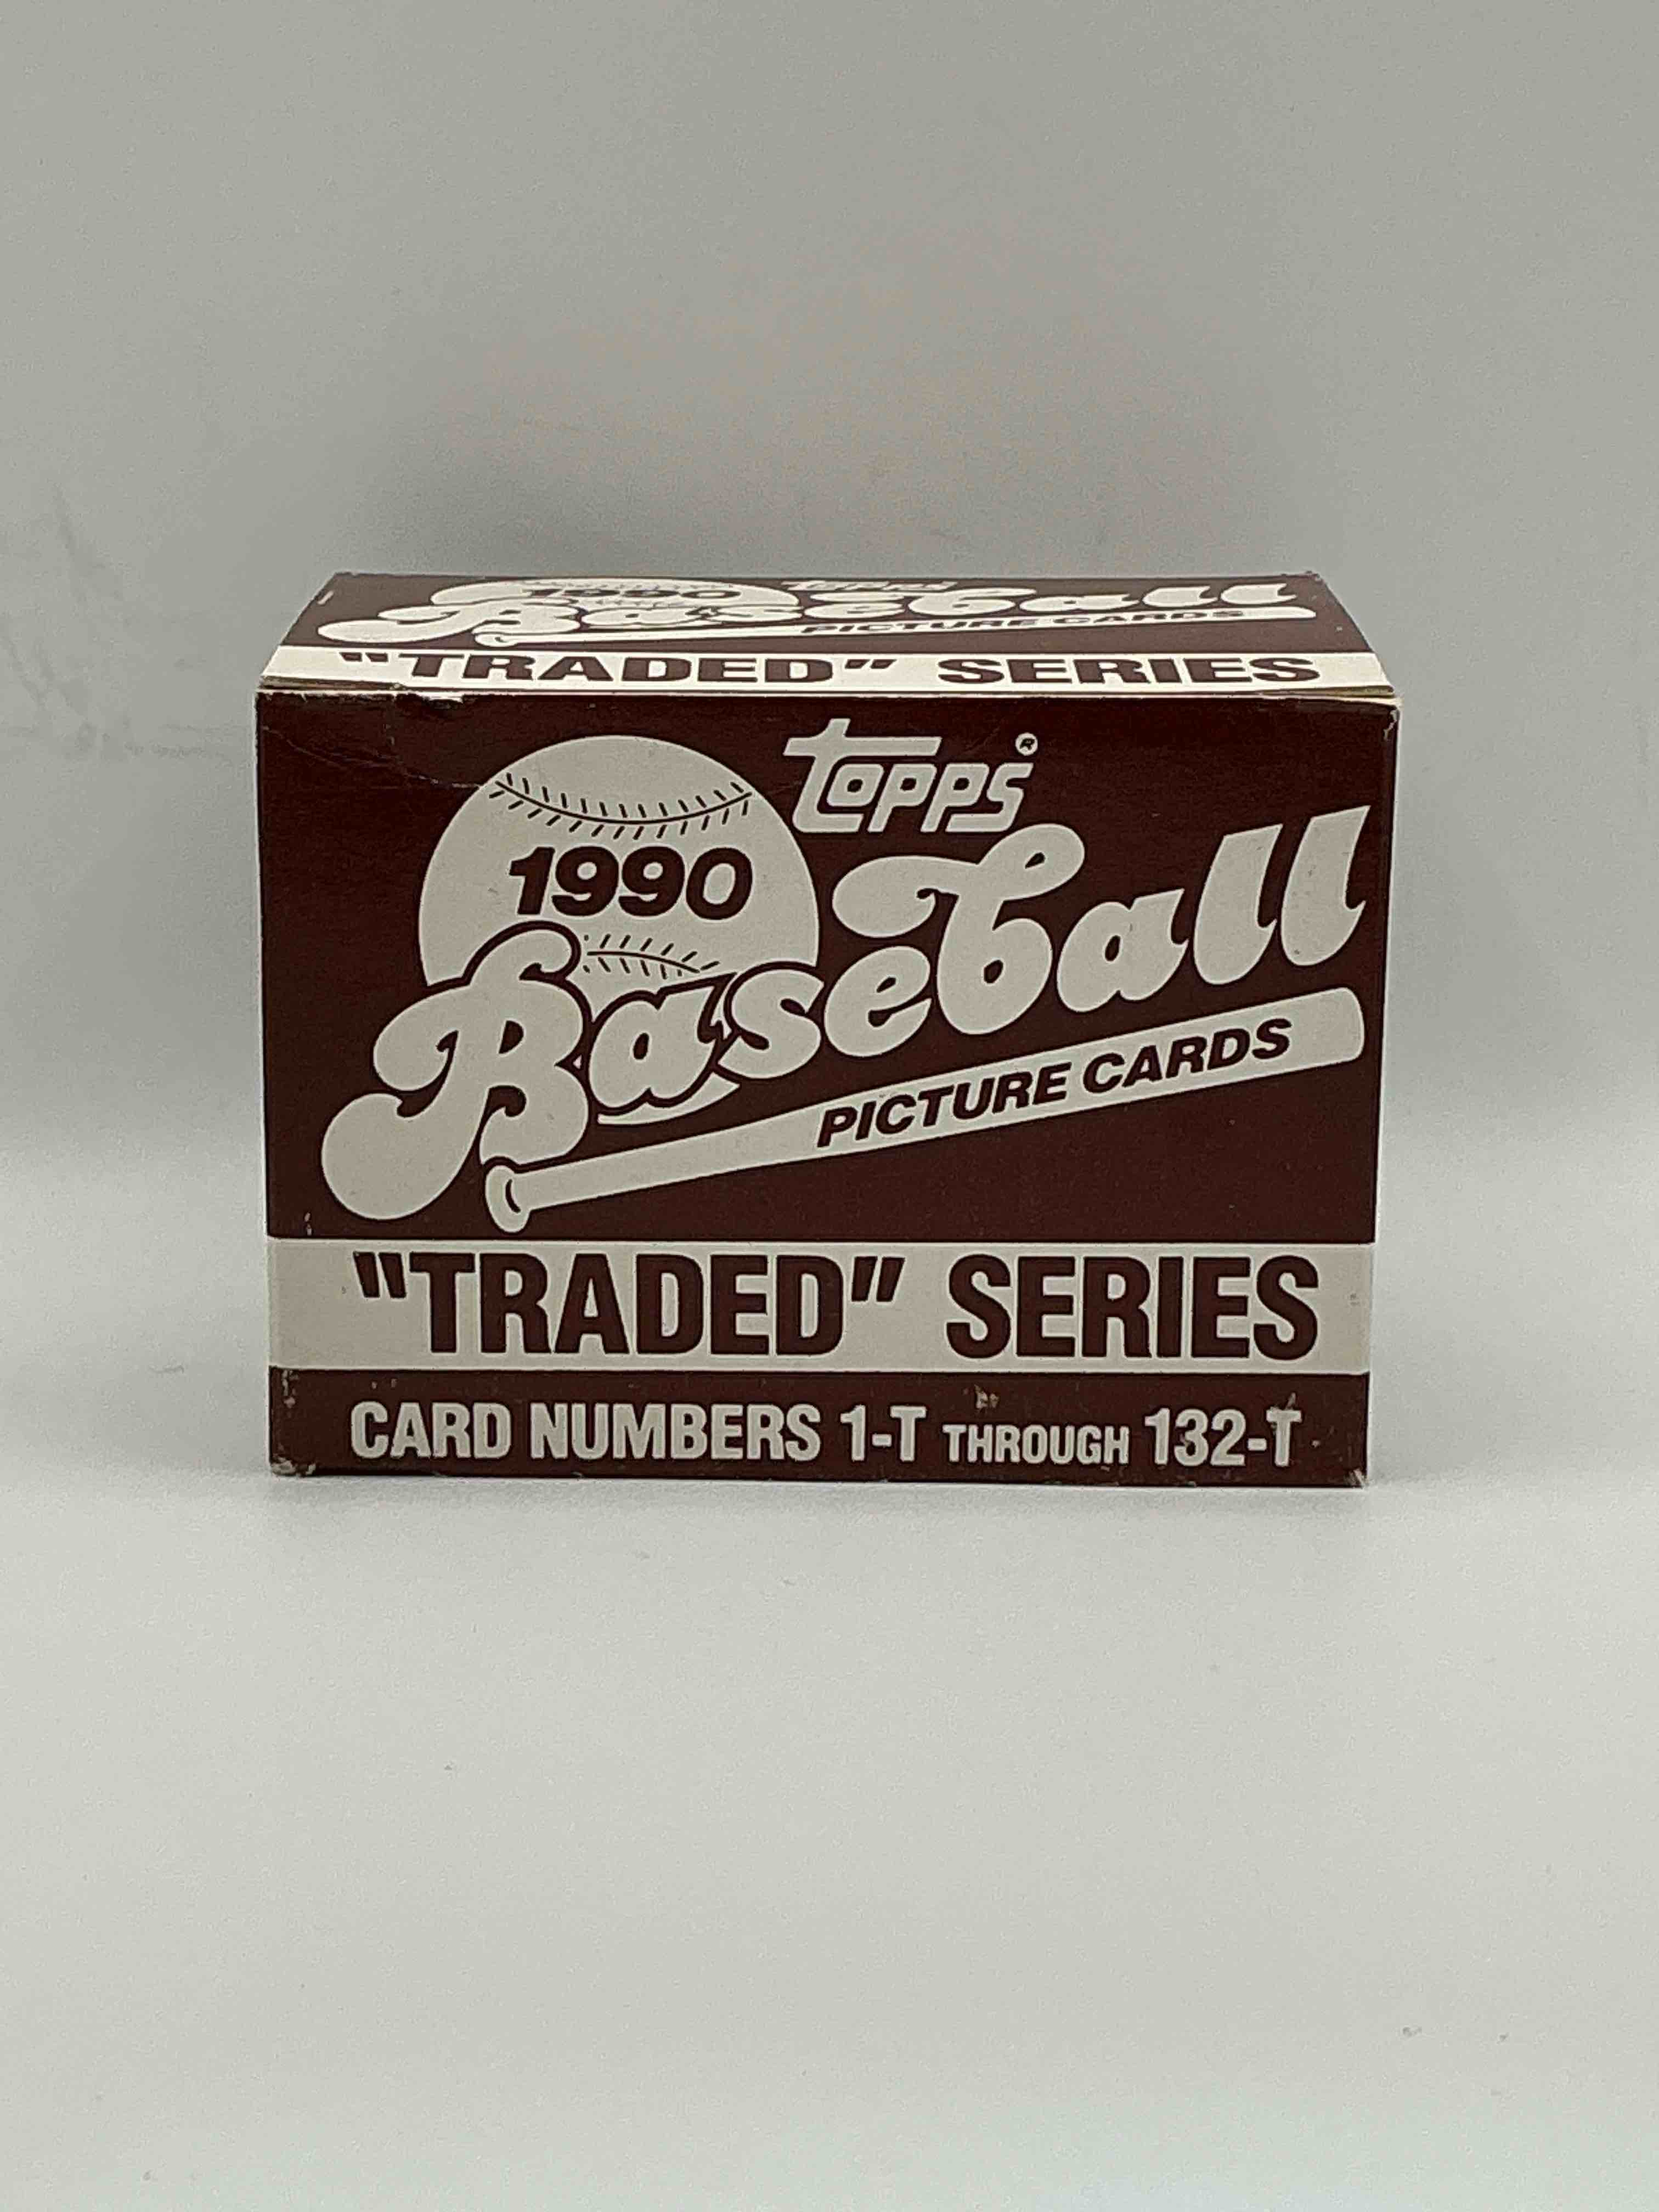 1990 topps
Baseball
PICTURE CARDS
"TRADED" SERIES
topps®
1990
Baseball
PICTURE CARDS
"TRADED" SERIES
CARD NUMBERS 1-T THROUGH 132-T